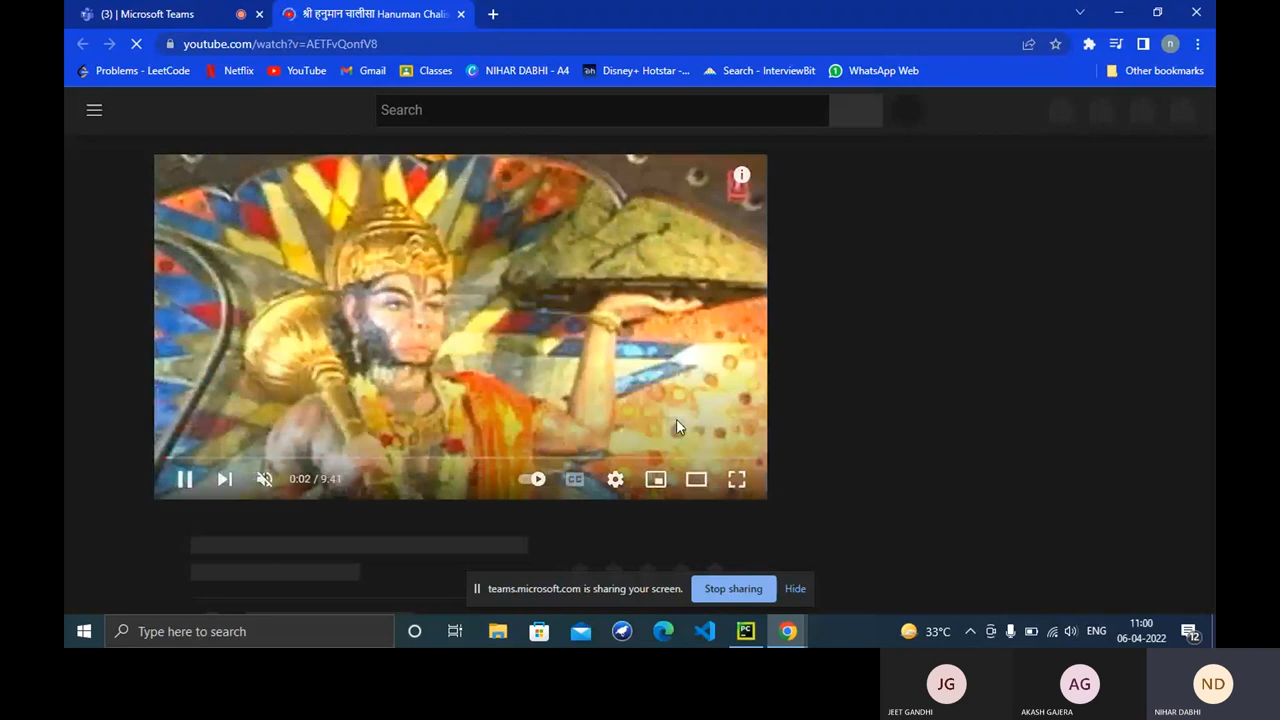 (3) | Microsoft Teams
श्री हनुमान चालीसा Hanuman Chali
youtube.com/watch?v=AETFvQonfV8
n
Problems - LeetCode
Netflix
YouTube
Gmail
Classes
NIHAR DABHI - A4
Disney+ Hotstar -...
Search - InterviewBit
WhatsApp Web
Other bookmarks
Search
0:02 / 9:41
CC
teams.microsoft.com is sharing your screen.
Stop sharing
Hide
Type here to search
33°C
ENG
11:00
06-04-2022
12
JG
AG
ND
JEET GANDHI
AKASH GAJERA
NIHAR DABHI